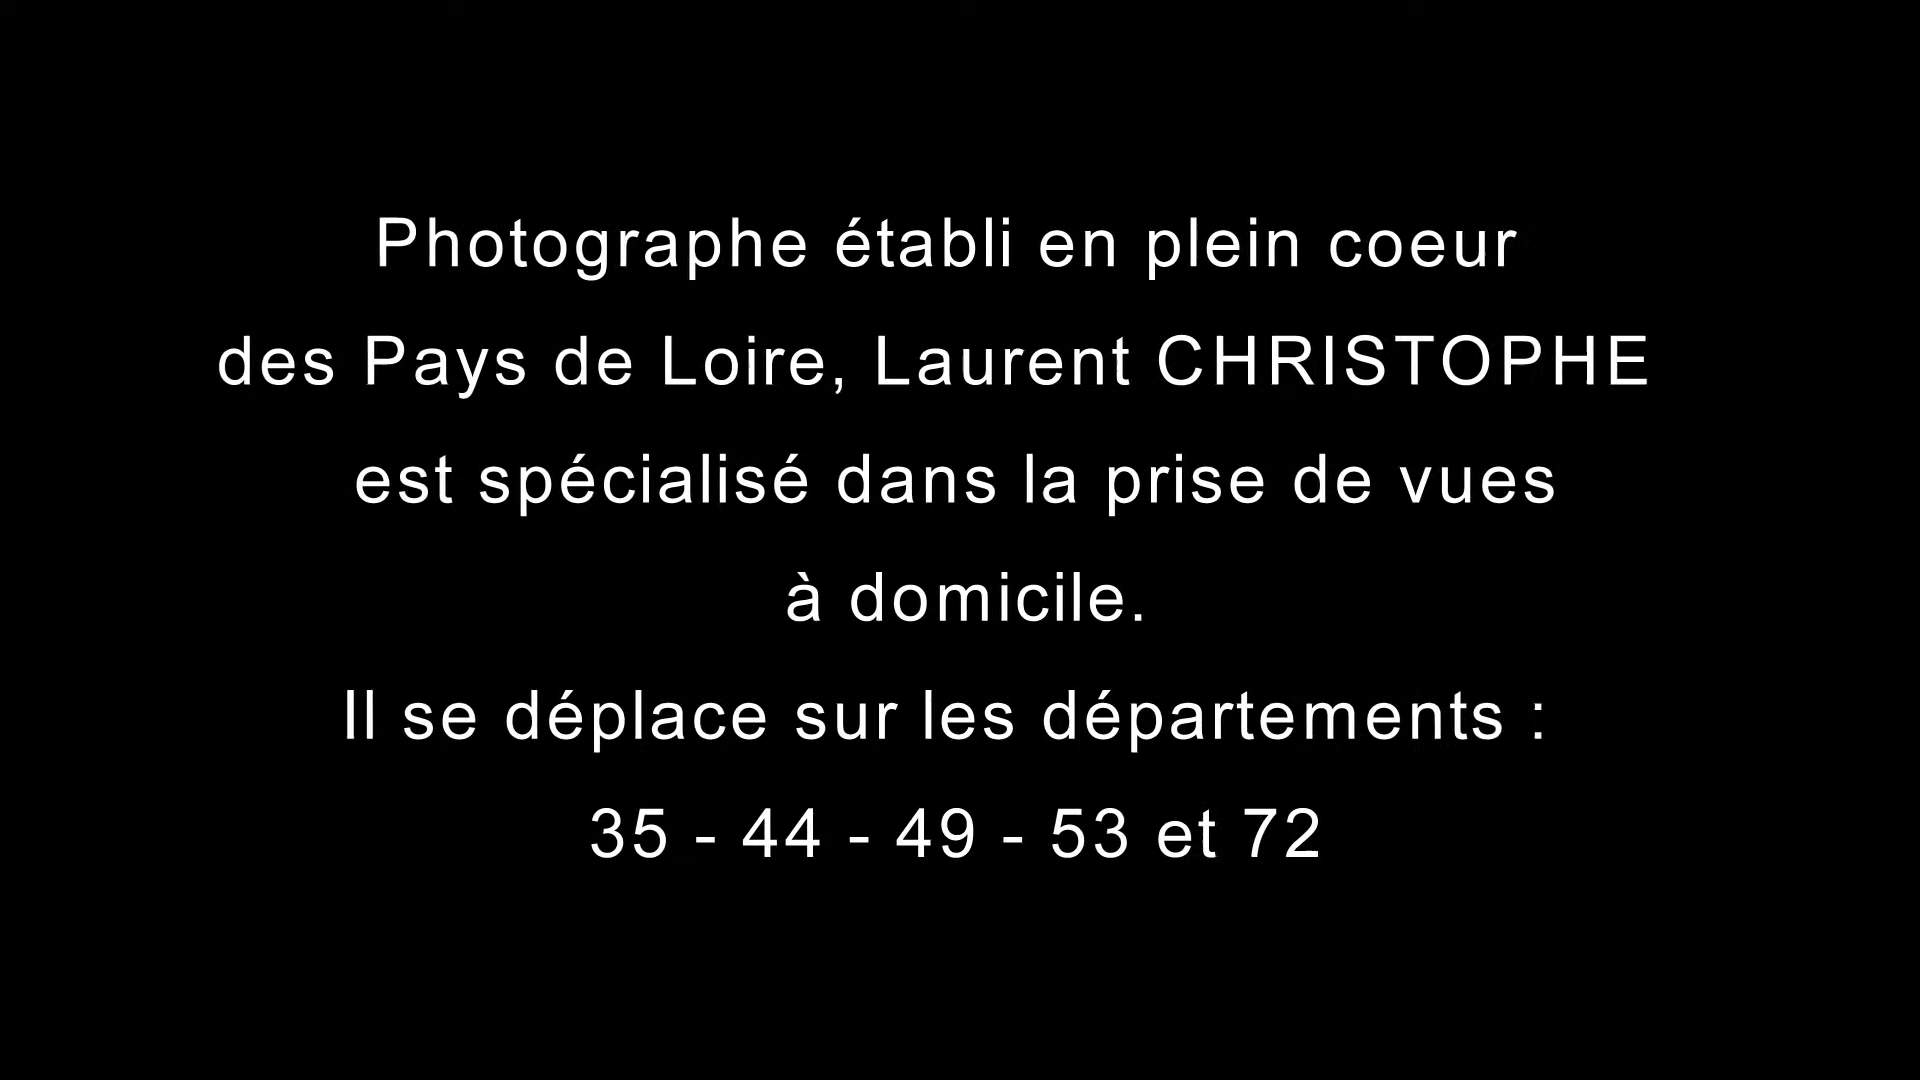 Photographe établi en plein coeur
des Pays de Loire, Laurent CHRISTOPHE
est spécialisé dans la prise de vues
à domicile.
Il se déplace sur les départements :
35 - 44 - 49 - 53 et 72